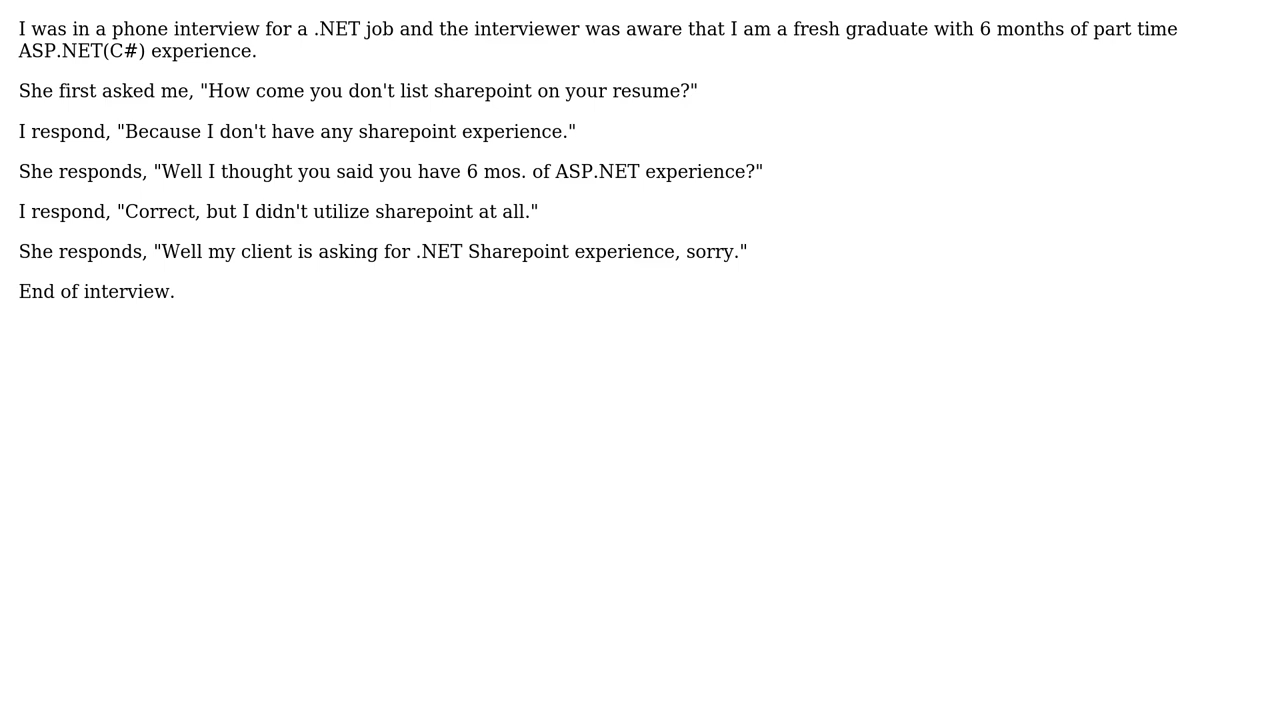 I was in a phone interview for a .NET job and the interviewer was aware that I am a fresh graduate with 6 months of part time
ASP.NET(C#) experience.
She first asked me, "How come you don't list sharepoint on your resume?"
I respond, "Because I don't have any sharepoint experience."
She responds, "Well I thought you said you have 6 mos. of ASP.NET experience?"
I respond, "Correct, but I didn't utilize sharepoint at all."
She responds, "Well my client is asking for .NET Sharepoint experience, sorry."
End of interview.